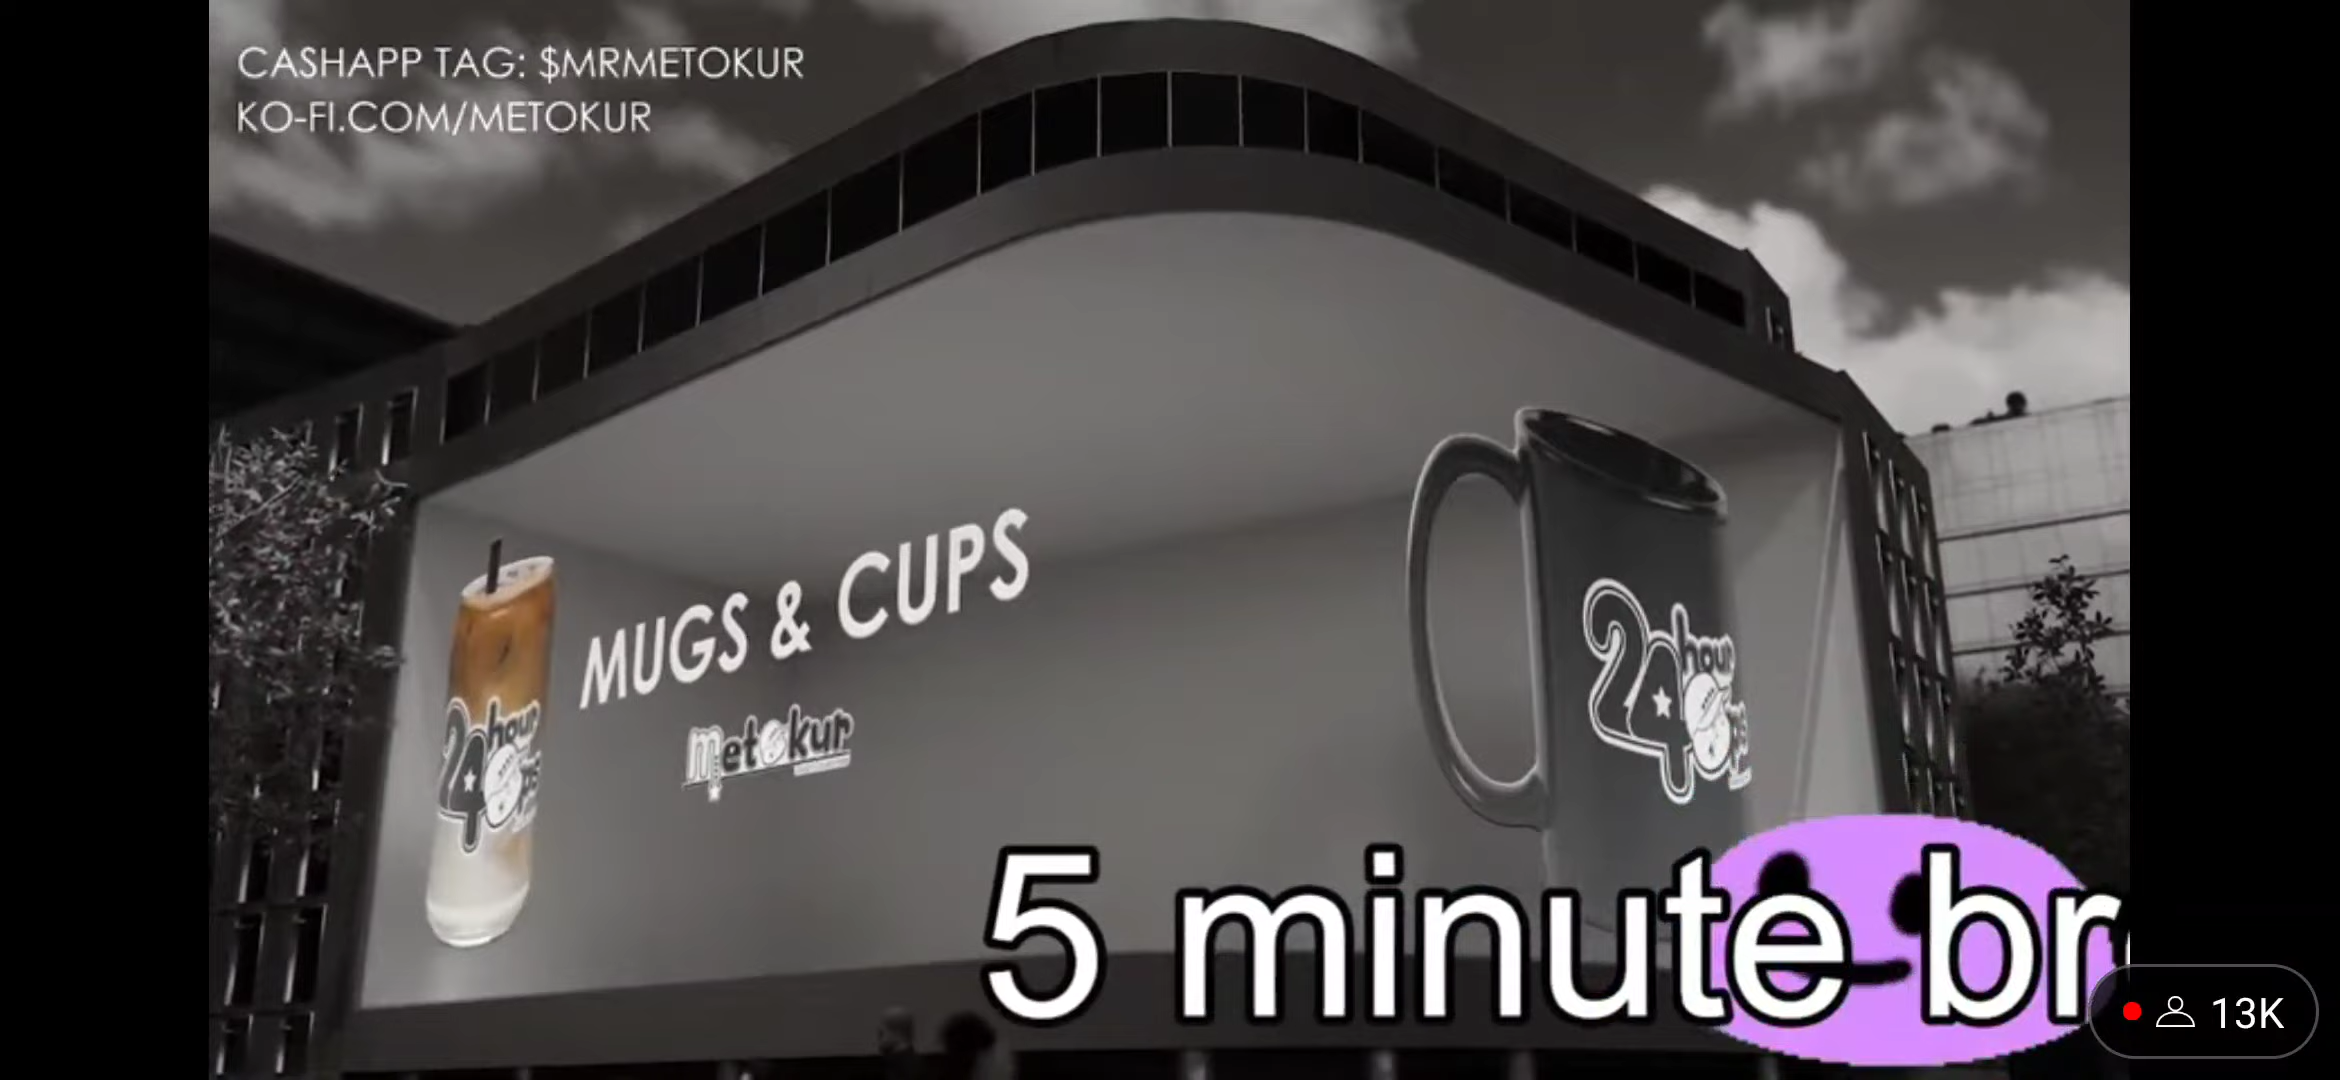 CASHAPP TAG: $MRMETOKUR
KO-FI.COM/METOKUR
MUGS & CUPS
metokur
24 hour
24 hour
5 minute br
13K